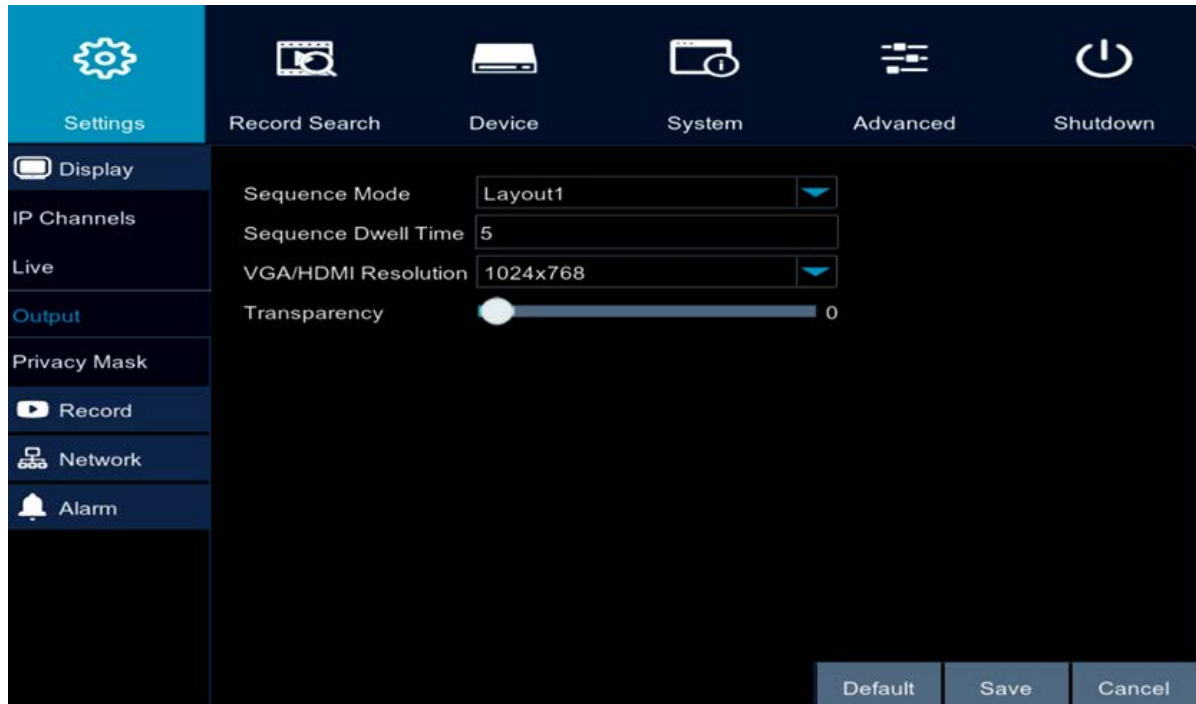 Settings
Record Search
Device
System
Advanced
Shutdown
Display
IP Channels
Live
Output
Privacy Mask
Record
Network
Alarm
Sequence Mode Layout1
Sequence Dwell Time 5
VGA/HDMI Resolution 1024x768
Transparency 0
Default
Save
Cancel